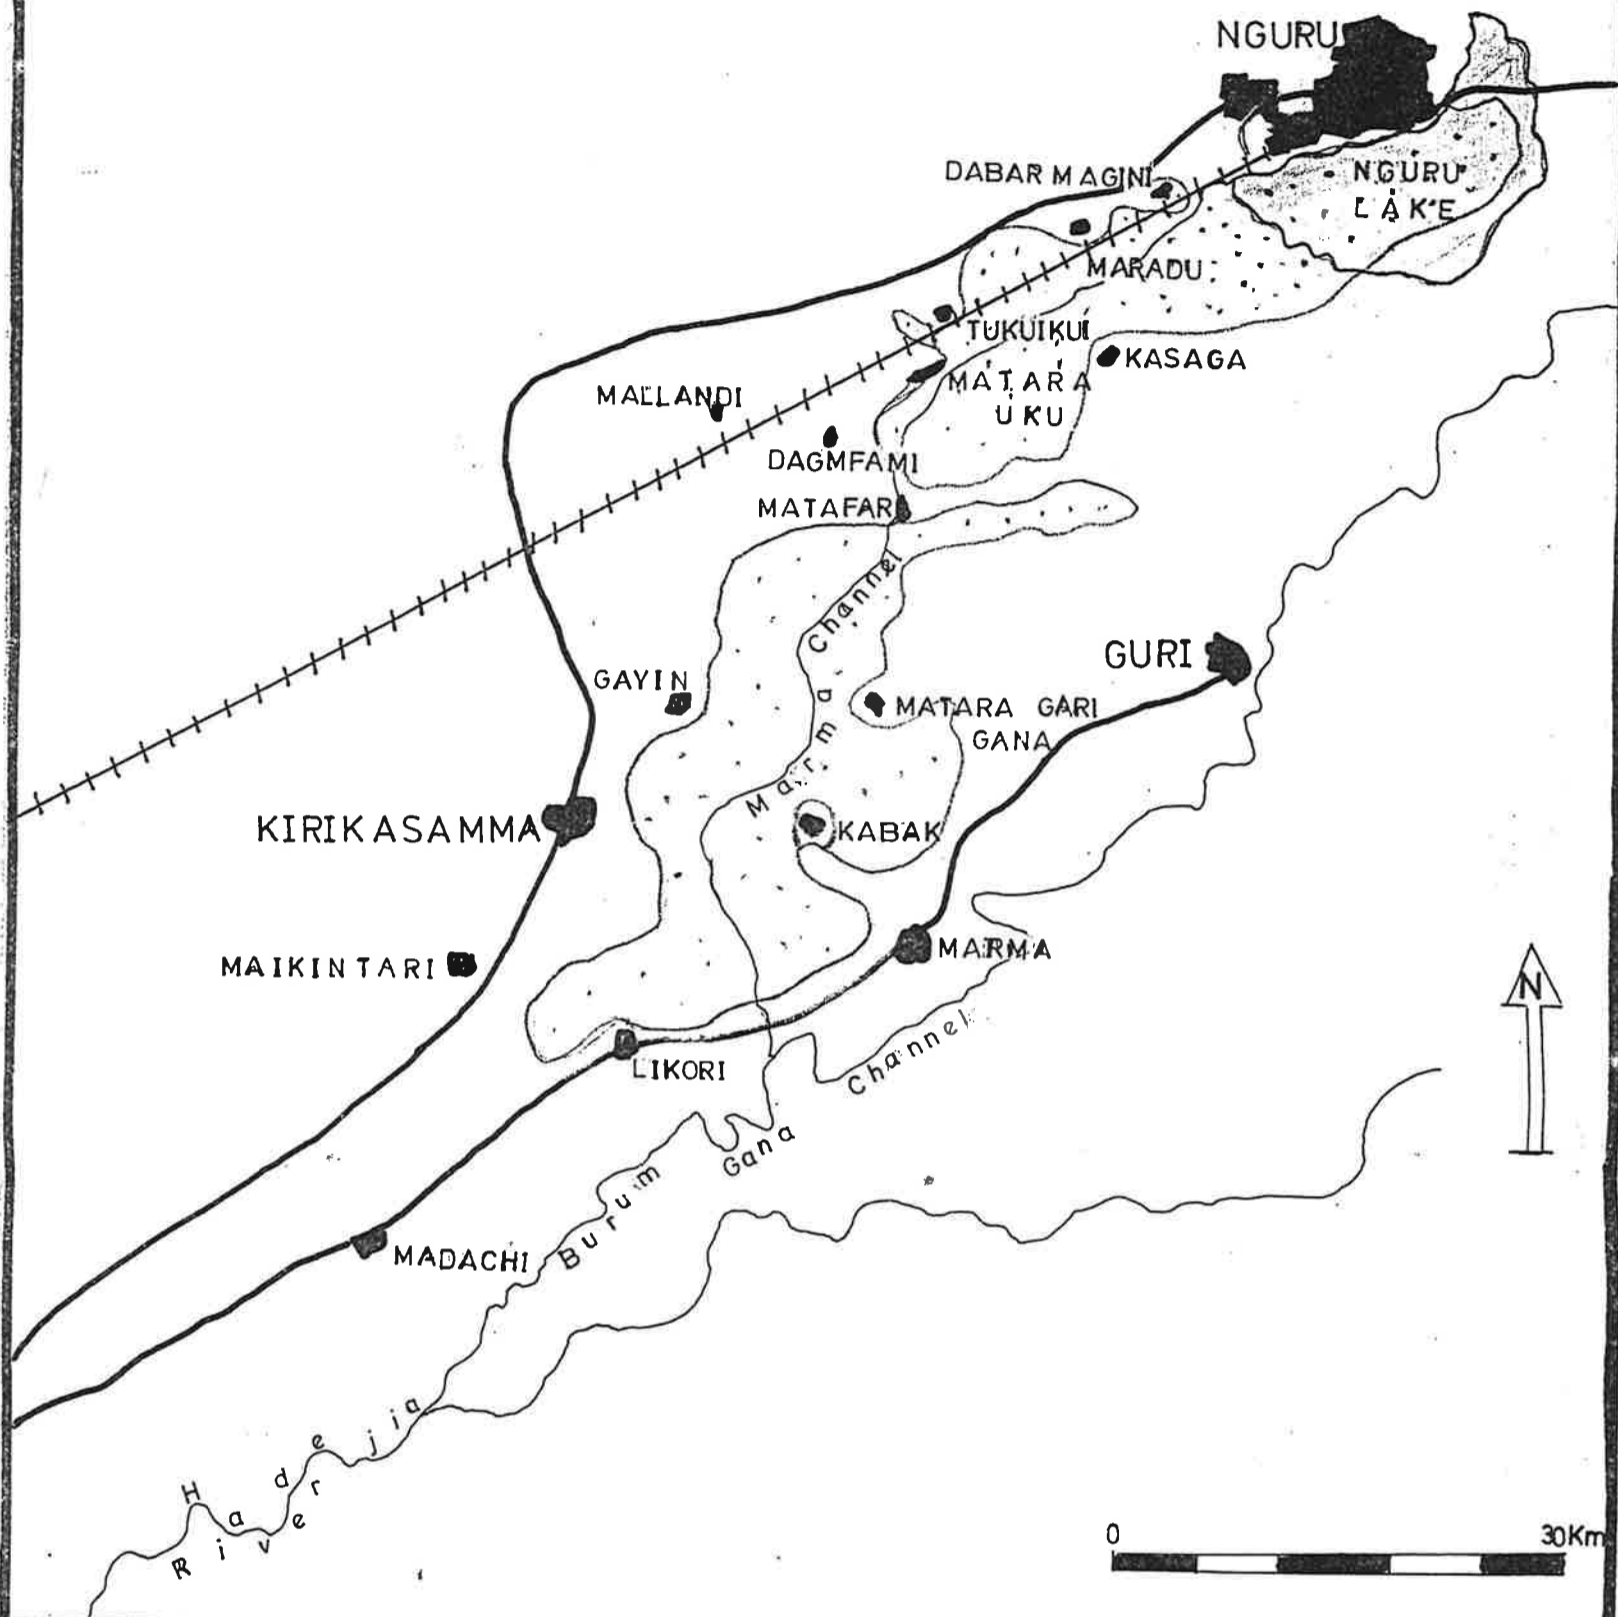 NGURU
DABAR MAGINI
NGURU
LAKE
MARADU
TUKUIKUI
KASAGA
MATARA
UKU
MALLANDI
DAGMFAMI
MATAFAR
Marma Channel
GURI
GAYIN
MATARA GARI
GANA
KIRIKASAMMA
KABAK
MARMA
MAIKINTARI
N
LIKORI
Burum Gana Channel
MADACHI
Hadejia
River
0 30Km